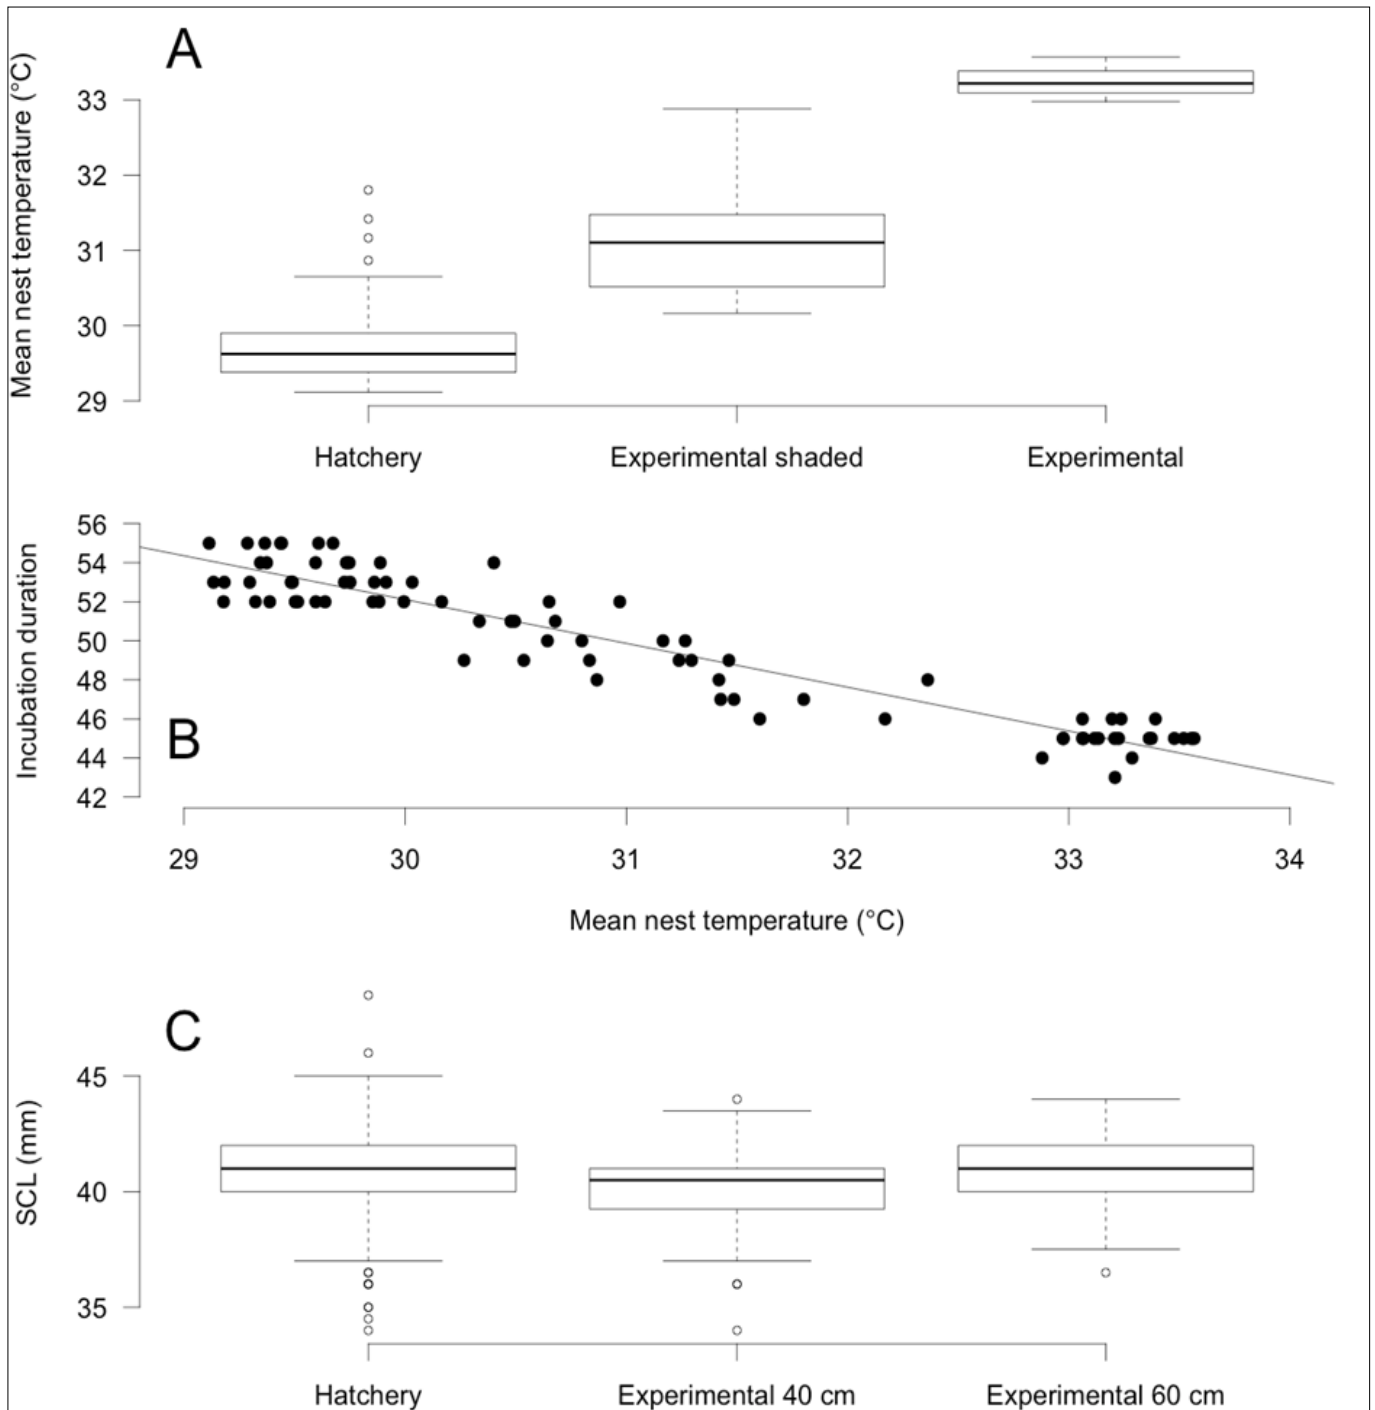 A
Mean nest temperature (°C)
33
32
31
30
29
Hatchery Experimental shaded Experimental
B
Incubation duration
56
54
52
50
48
46
44
42
29 30 31 32 33 34
Mean nest temperature (°C)
C
SCL (mm)
45
40
35
Hatchery Experimental 40 cm Experimental 60 cm